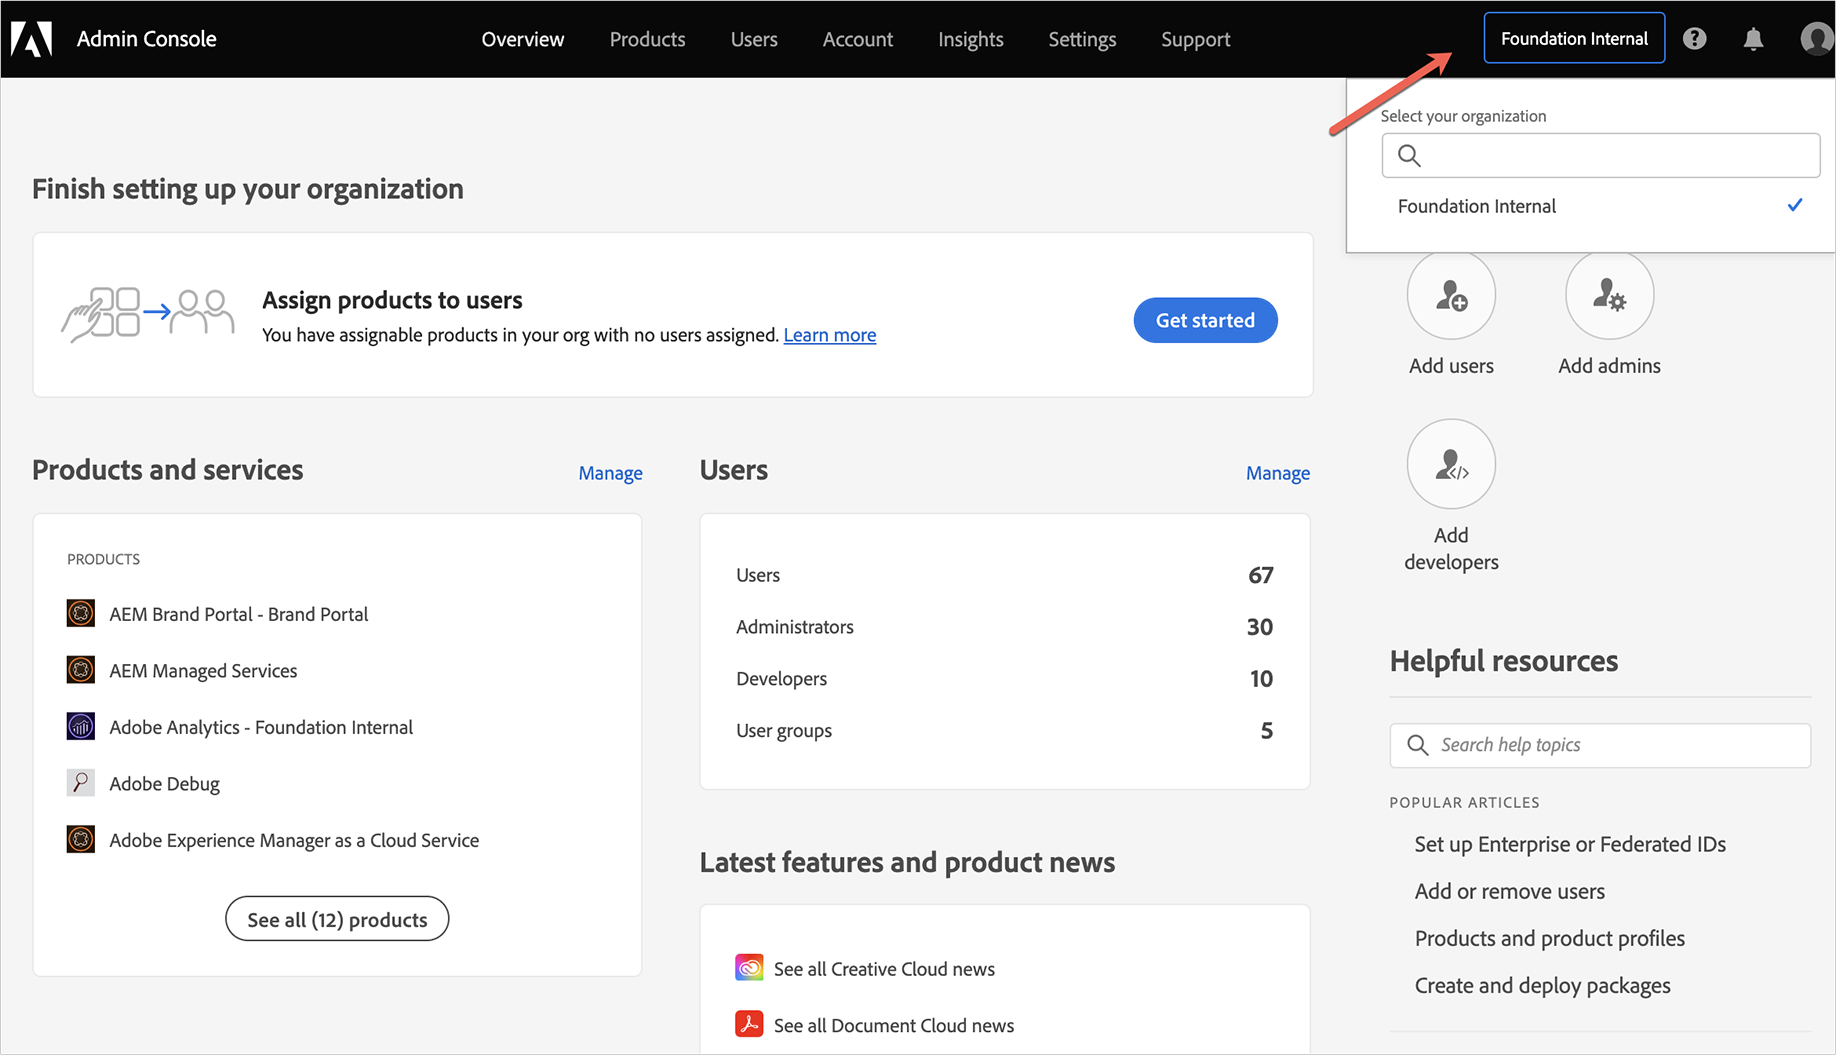 Admin Console
Overview
Products
Users
Account
Insights
Settings
Support
Foundation Internal
Select your organization
Foundation Internal
Finish setting up your organization
Assign products to users
You have assignable products in your org with no users assigned. Learn more
Get started
Add users
Add admins
Add
developers
Products and services
Manage
PRODUCTS
AEM Brand Portal - Brand Portal
AEM Managed Services
Adobe Analytics - Foundation Internal
Adobe Debug
Adobe Experience Manager as a Cloud Service
See all (12) products
Users
Manage
Users 67
Administrators 30
Developers 10
User groups 5
Latest features and product news
See all Creative Cloud news
See all Document Cloud news
Helpful resources
Search help topics
POPULAR ARTICLES
Set up Enterprise or Federated IDs
Add or remove users
Products and product profiles
Create and deploy packages